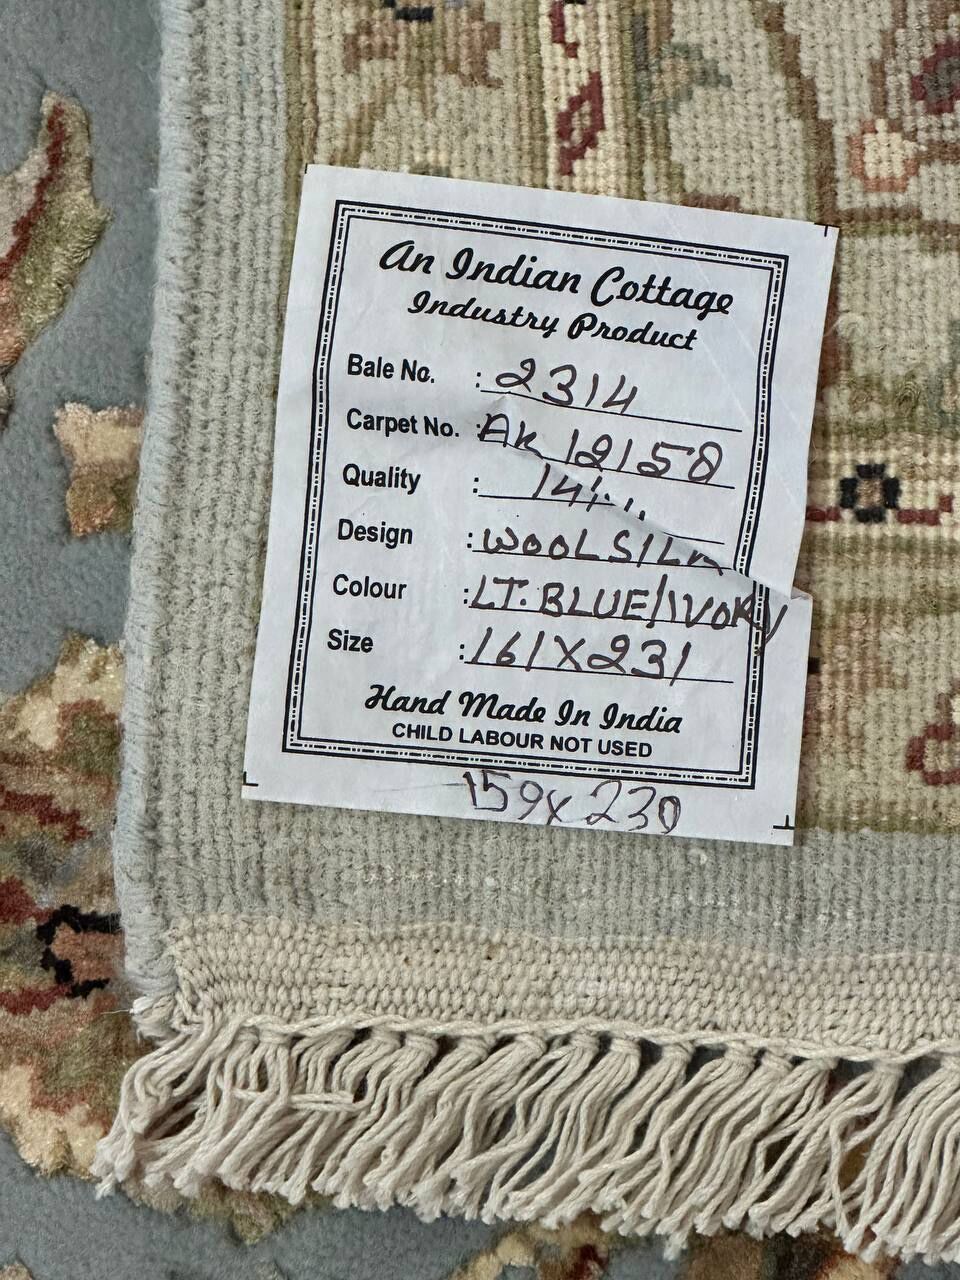 An Indian Cottage
Industry Product
Bale No. : 2314
Carpet No. : AK 12158
Quality :
Design : WOOLSILK
Colour : LT. BLUE/IVORY
Size : 161X231
Hand Made In India
CHILD LABOUR NOT USED
159x230